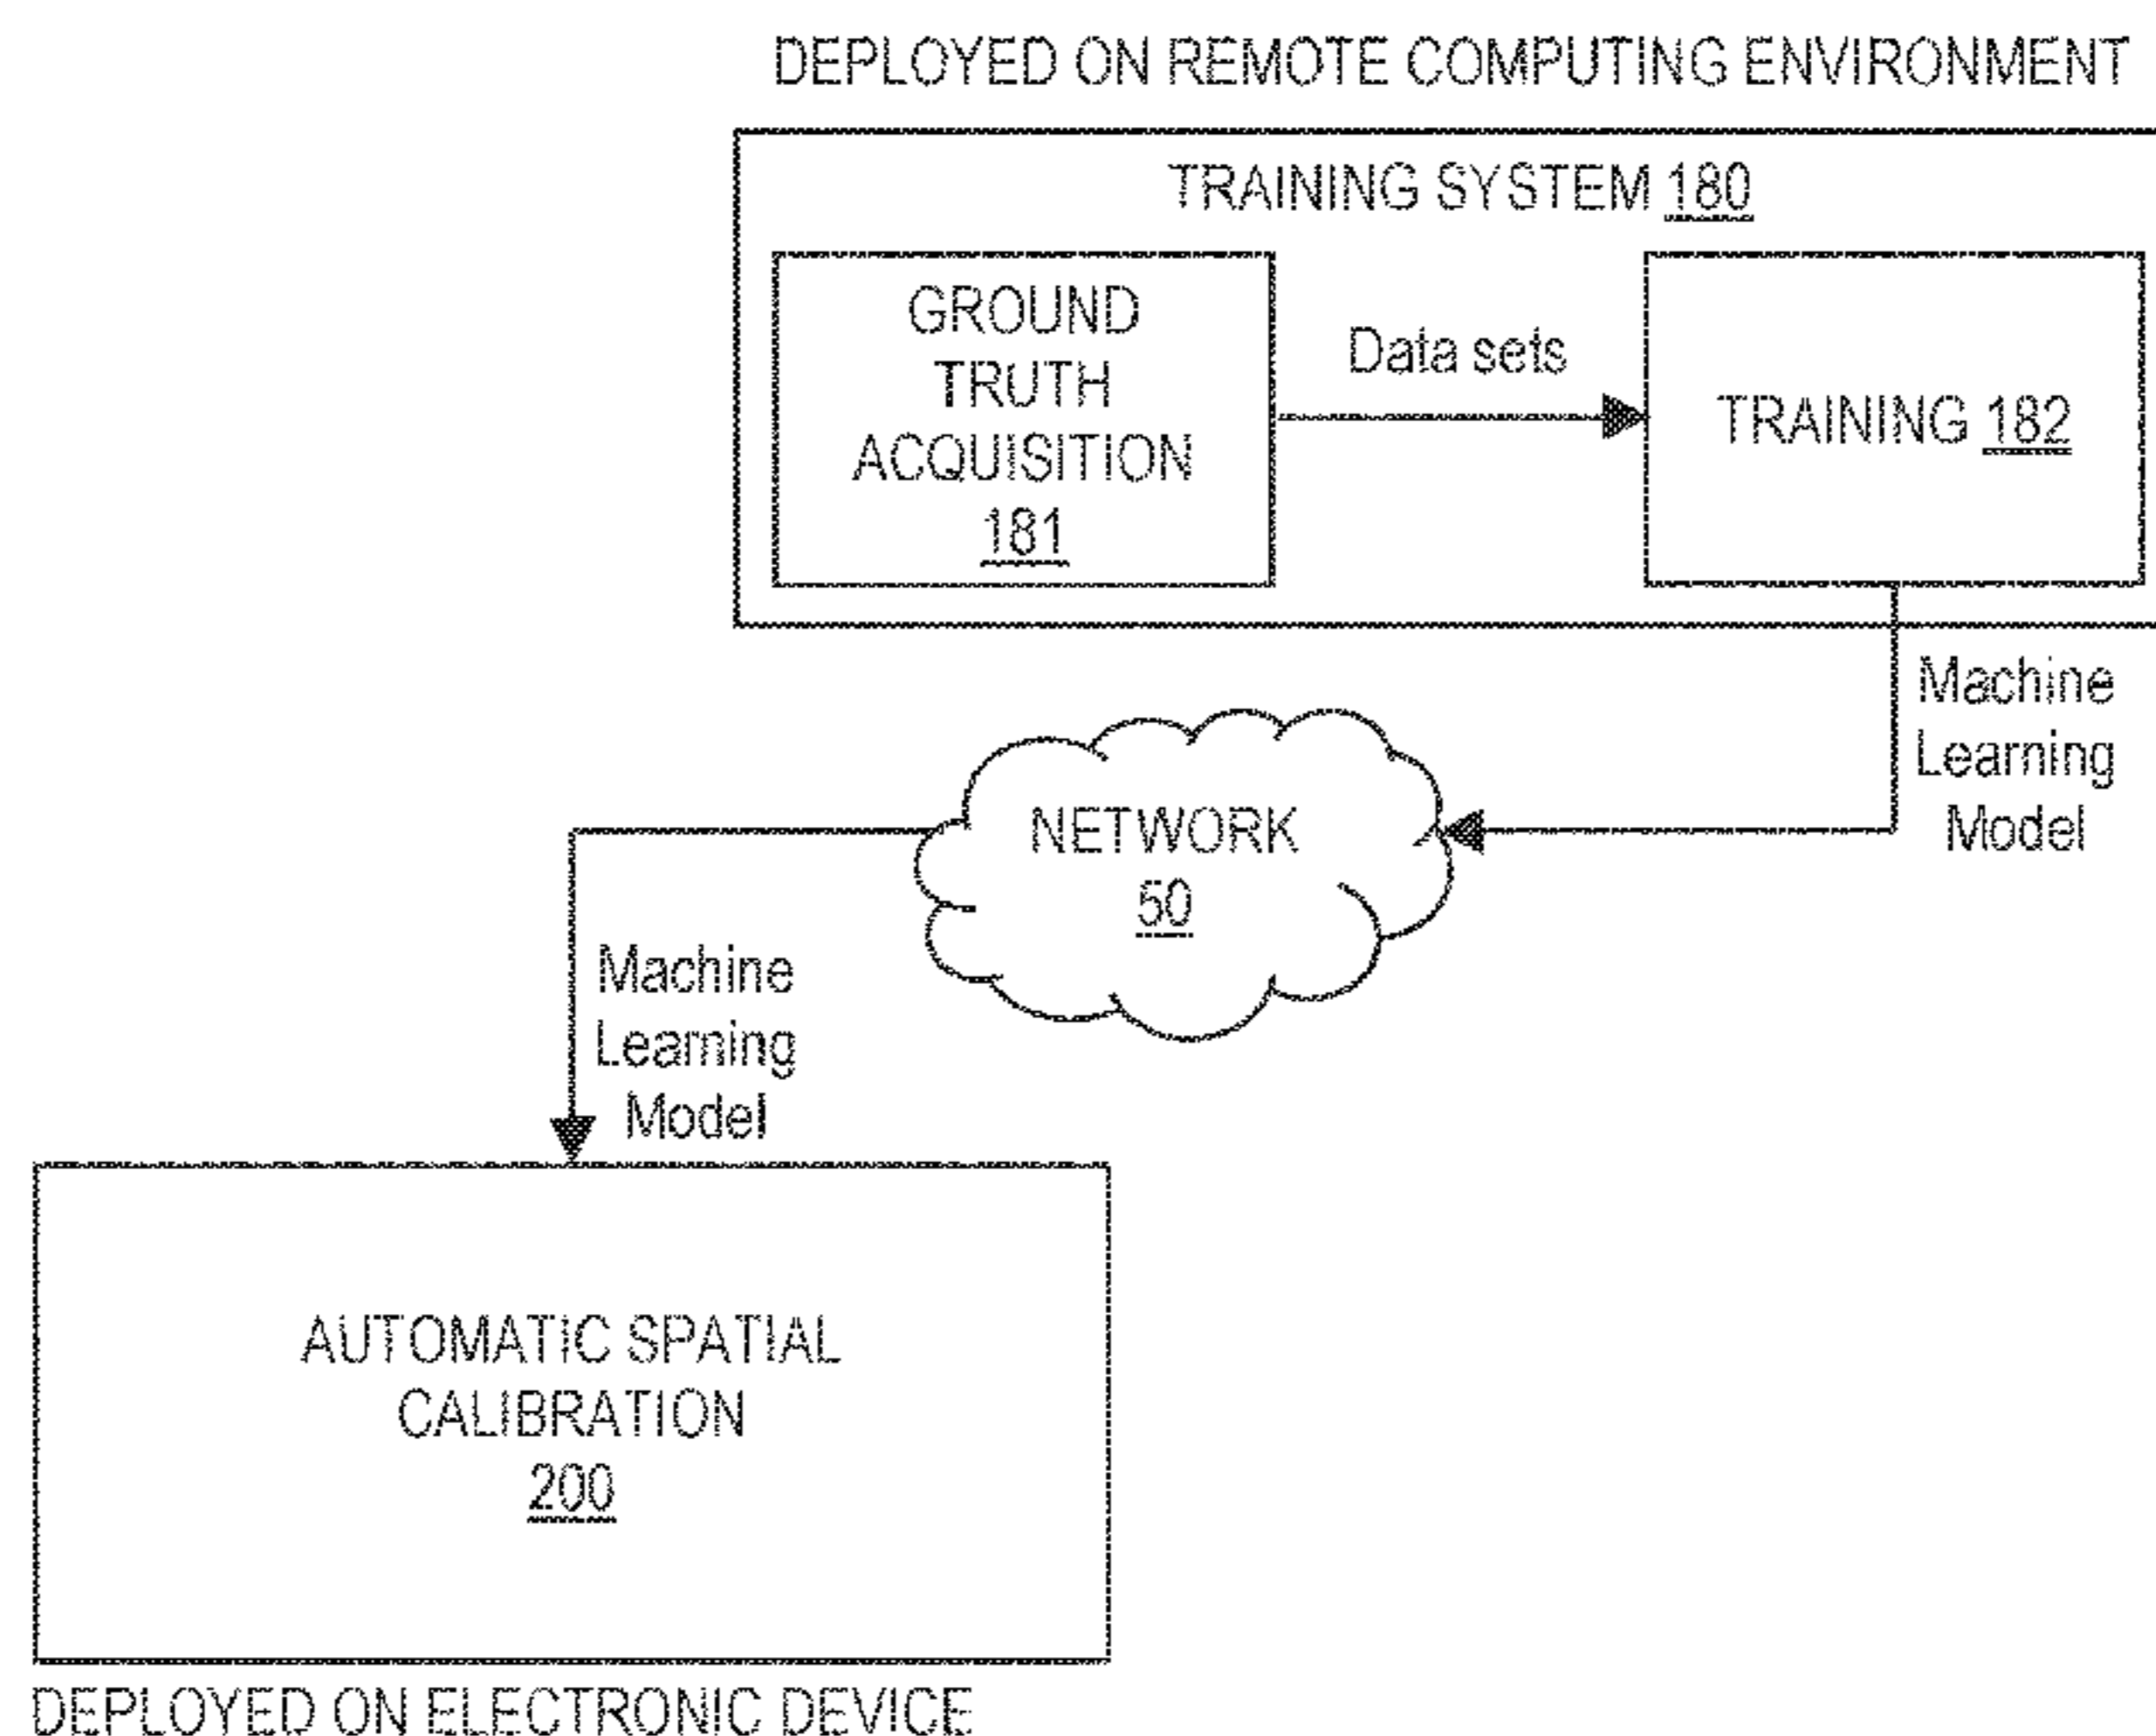 DEPLOYED ON REMOTE COMPUTING ENVIRONMENT
TRAINING SYSTEM 180
GROUND
TRUTH
ACQUISITION
181
Data sets
TRAINING 182
Machine
Learning
Model
NETWORK
50
Machine
Learning
Model
AUTOMATIC SPATIAL
CALIBRATION
200
DEPLOYED ON ELECTRONIC DEVICE